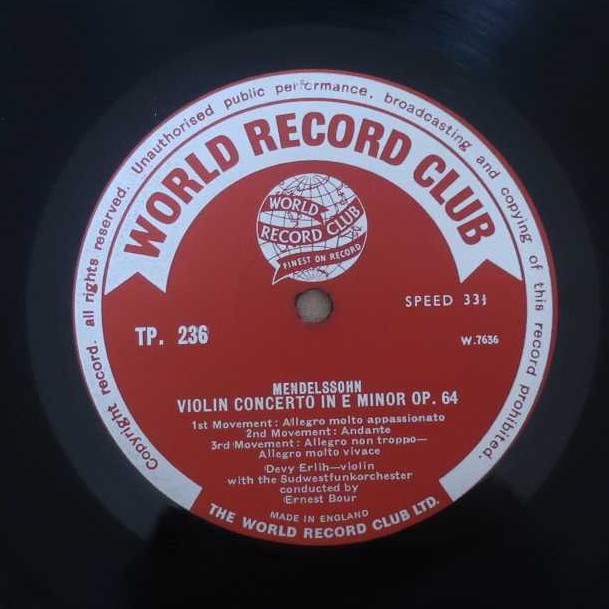 Copyright record. all rights reserved. Unauthorised public performance, broadcasting and copying of this record prohibited.
WORLD RECORD CLUB
WORLD
RECORD CLUB
FINEST ON RECORD
SPEED 33⅓
TP. 236
W.7636
MENDELSSOHN
VIOLIN CONCERTO IN E MINOR OP. 64
1st Movement: Allegro molto appassionato
2nd Movement: Andante
3rd Movement: Allegro non troppo—
Allegro molto vivace
Devy Erlih—violin
with the Sudwestfunkorchester
conducted by
Ernest Bour
MADE IN ENGLAND
THE WORLD RECORD CLUB LTD.